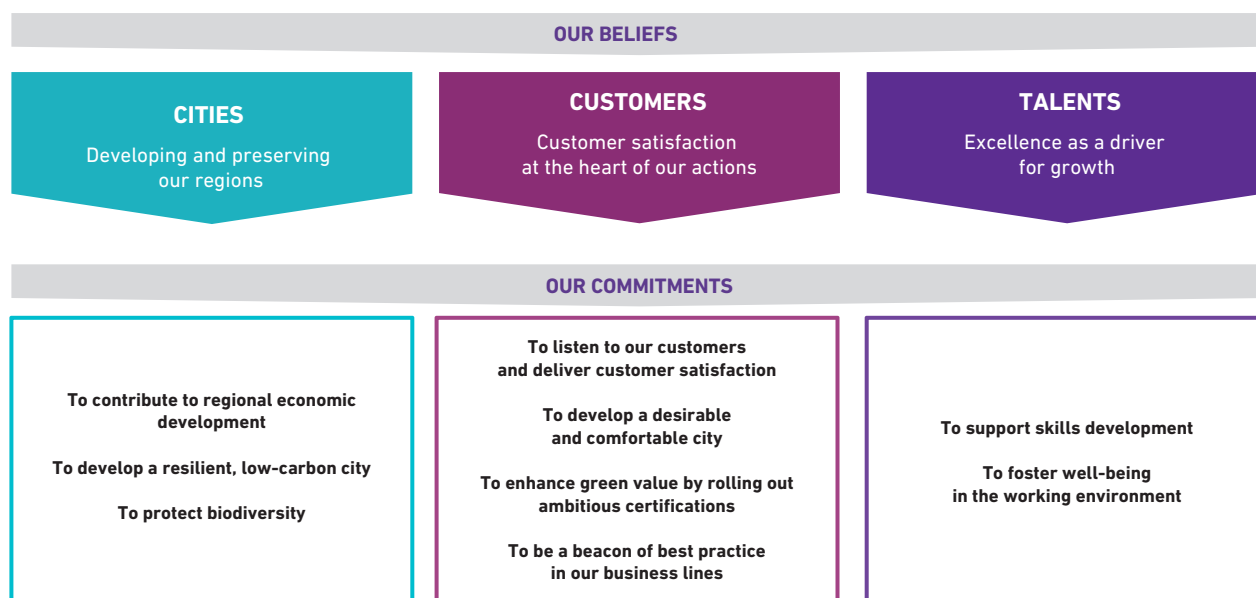 OUR BELIEFS
CITIES
Developing and preserving
our regions
CUSTOMERS
Customer satisfaction
at the heart of our actions
TALENTS
Excellence as a driver
for growth
OUR COMMITMENTS
To contribute to regional economic
development
To develop a resilient, low-carbon city
To protect biodiversity
To listen to our customers
and deliver customer satisfaction
To develop a desirable
and comfortable city
To enhance green value by rolling out
ambitious certifications
To be a beacon of best practice
in our business lines
To support skills development
To foster well-being
in the working environment